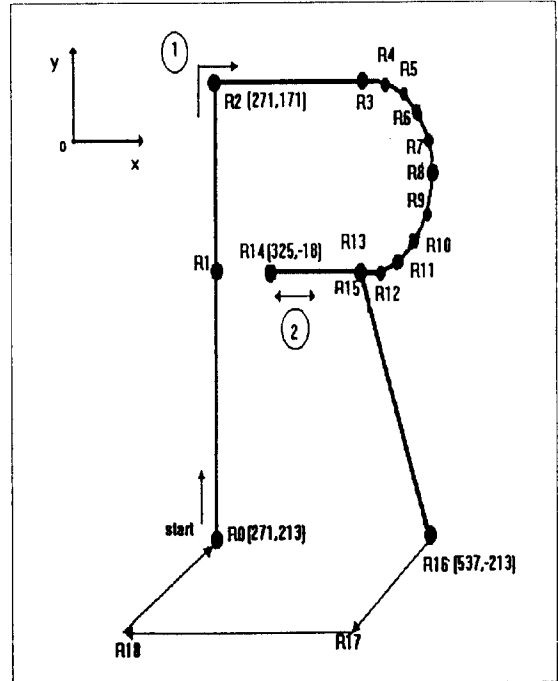 1
y
R4
R5
R2 (271,171)
R3
R6
0
x
R7
R8
R9
R13
R10
R1
R14(325,-18)
R11
R15
R12
2
start
R0(271,213)
R16 (537,-213)
R17
R18